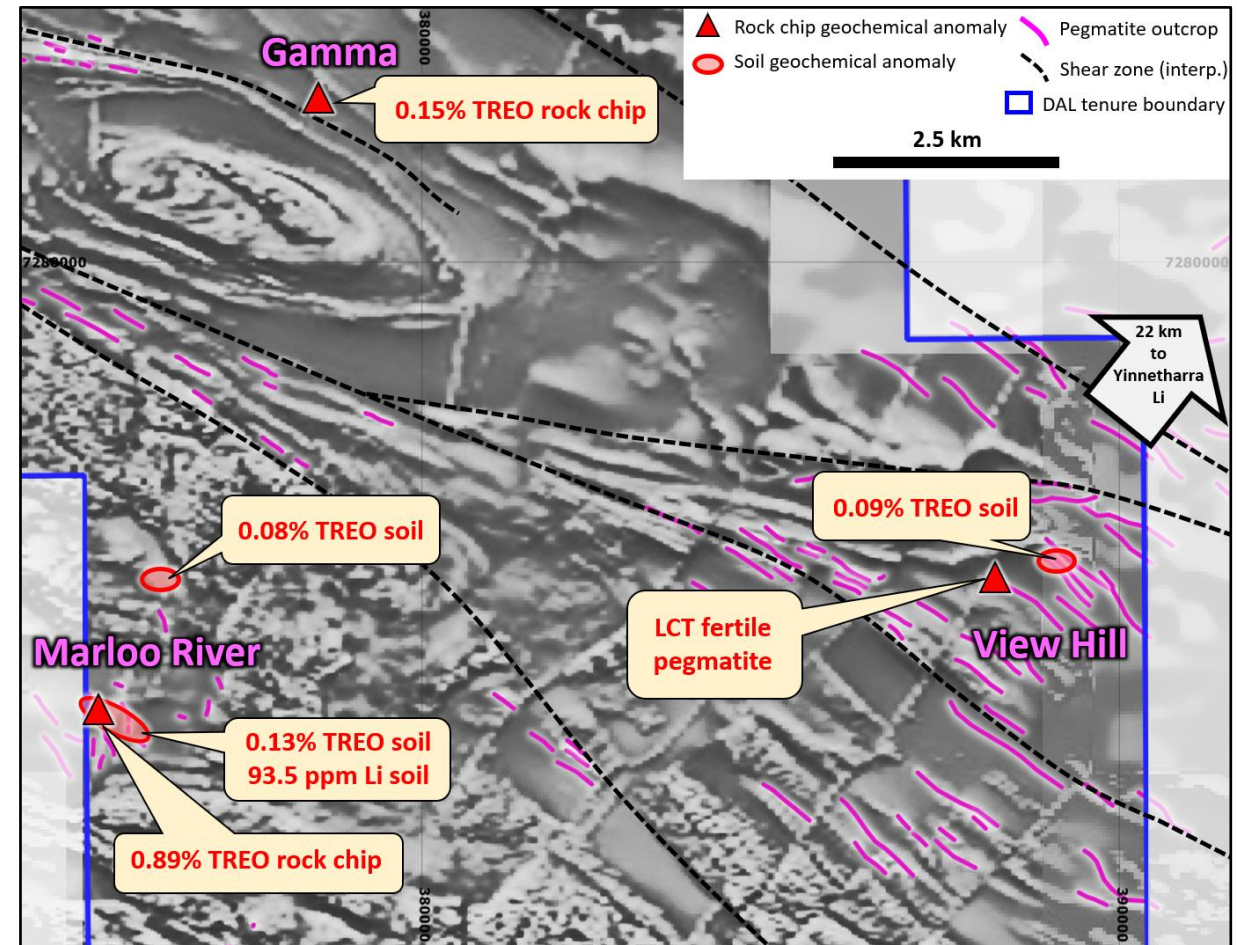 Gamma
380000
0.15% TREO rock chip
Rock chip geochemical anomaly
Pegmatite outcrop
Soil geochemical anomaly
Shear zone (interp.)
DAL tenure boundary
2.5 km
7280000
7280000
22 km
to
Yinnetharra
Li
0.08% TREO soil
0.09% TREO soil
LCT fertile
pegmatite
View Hill
Marloo River
0.13% TREO soil
93.5 ppm Li soil
0.89% TREO rock chip
380000
390000